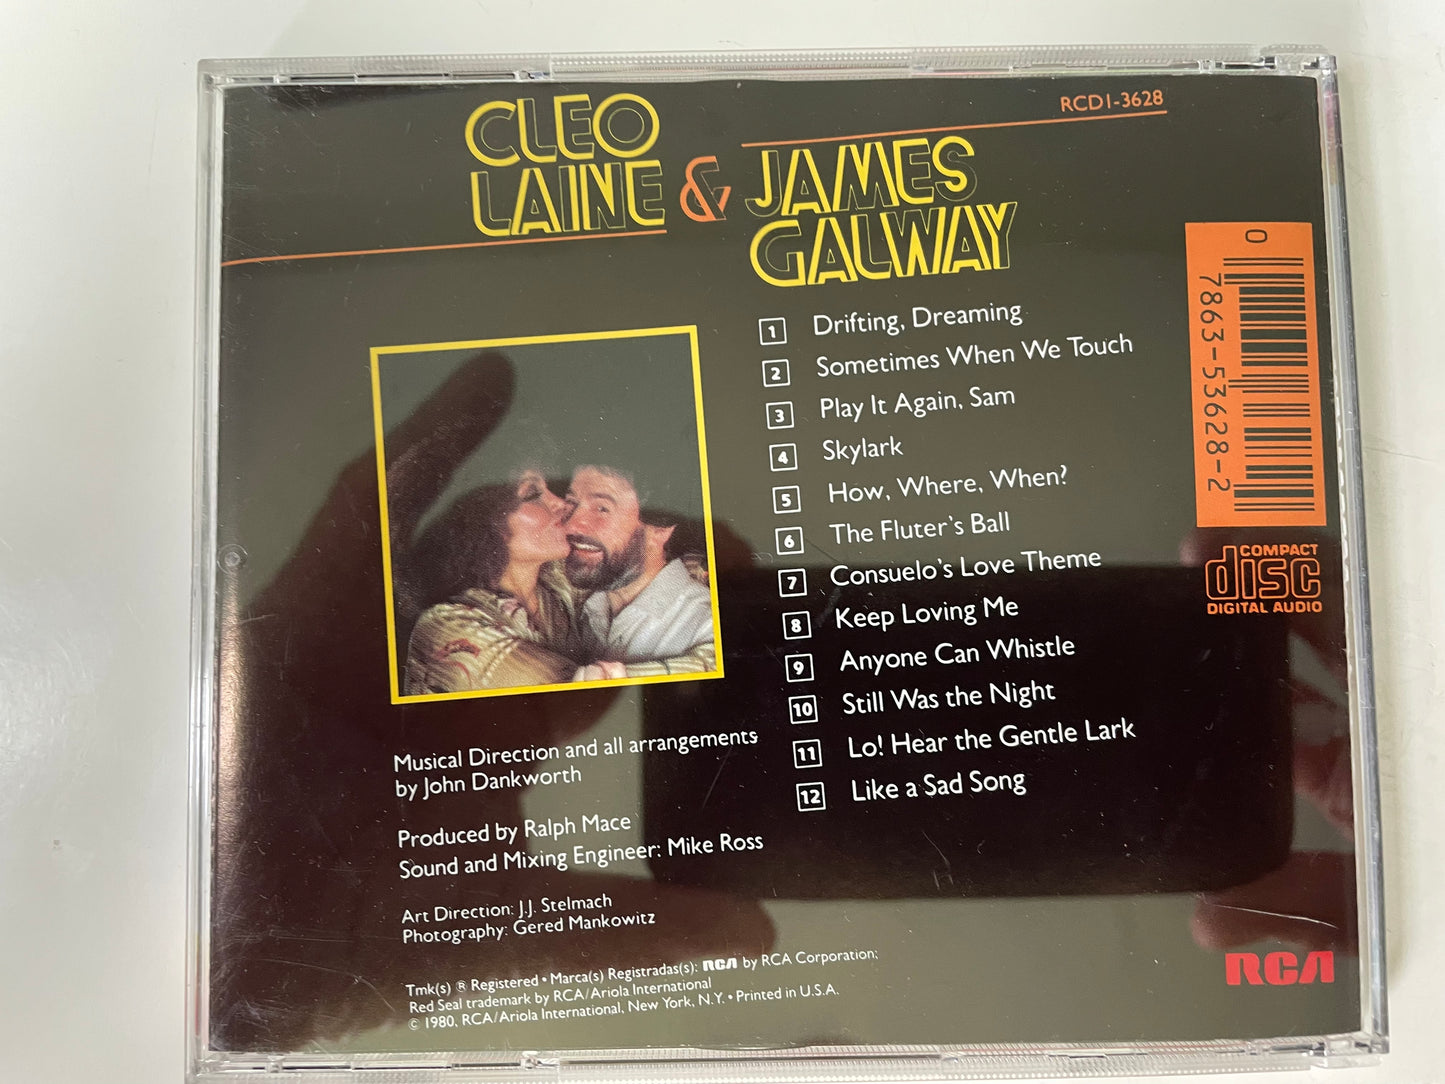 RCD1-3628
CLEO
LAINE & JAMES
GALWAY
1 Drifting, Dreaming
2 Sometimes When We Touch
3 Play It Again, Sam
4 Skylark
5 How, Where, When?
6 The Fluter's Ball
7 Consuelo's Love Theme
8 Keep Loving Me
9 Anyone Can Whistle
10 Still Was the Night
11 Lo! Hear the Gentle Lark
12 Like a Sad Song
0
7863-53628-2
COMPACT
disc
DIGITAL AUDIO
Musical Direction and all arrangements
by John Dankworth
Produced by Ralph Mace
Sound and Mixing Engineer: Mike Ross
Art Direction: J.J. Stelmach
Photography: Gered Mankowitz
Tmk(s) ® Registered • Marca(s) Registradas(s): RCA by RCA Corporation;
Red Seal trademark by RCA/Ariola International
© 1980, RCA/Ariola International, New York, N.Y. • Printed in U.S.A.
RCA